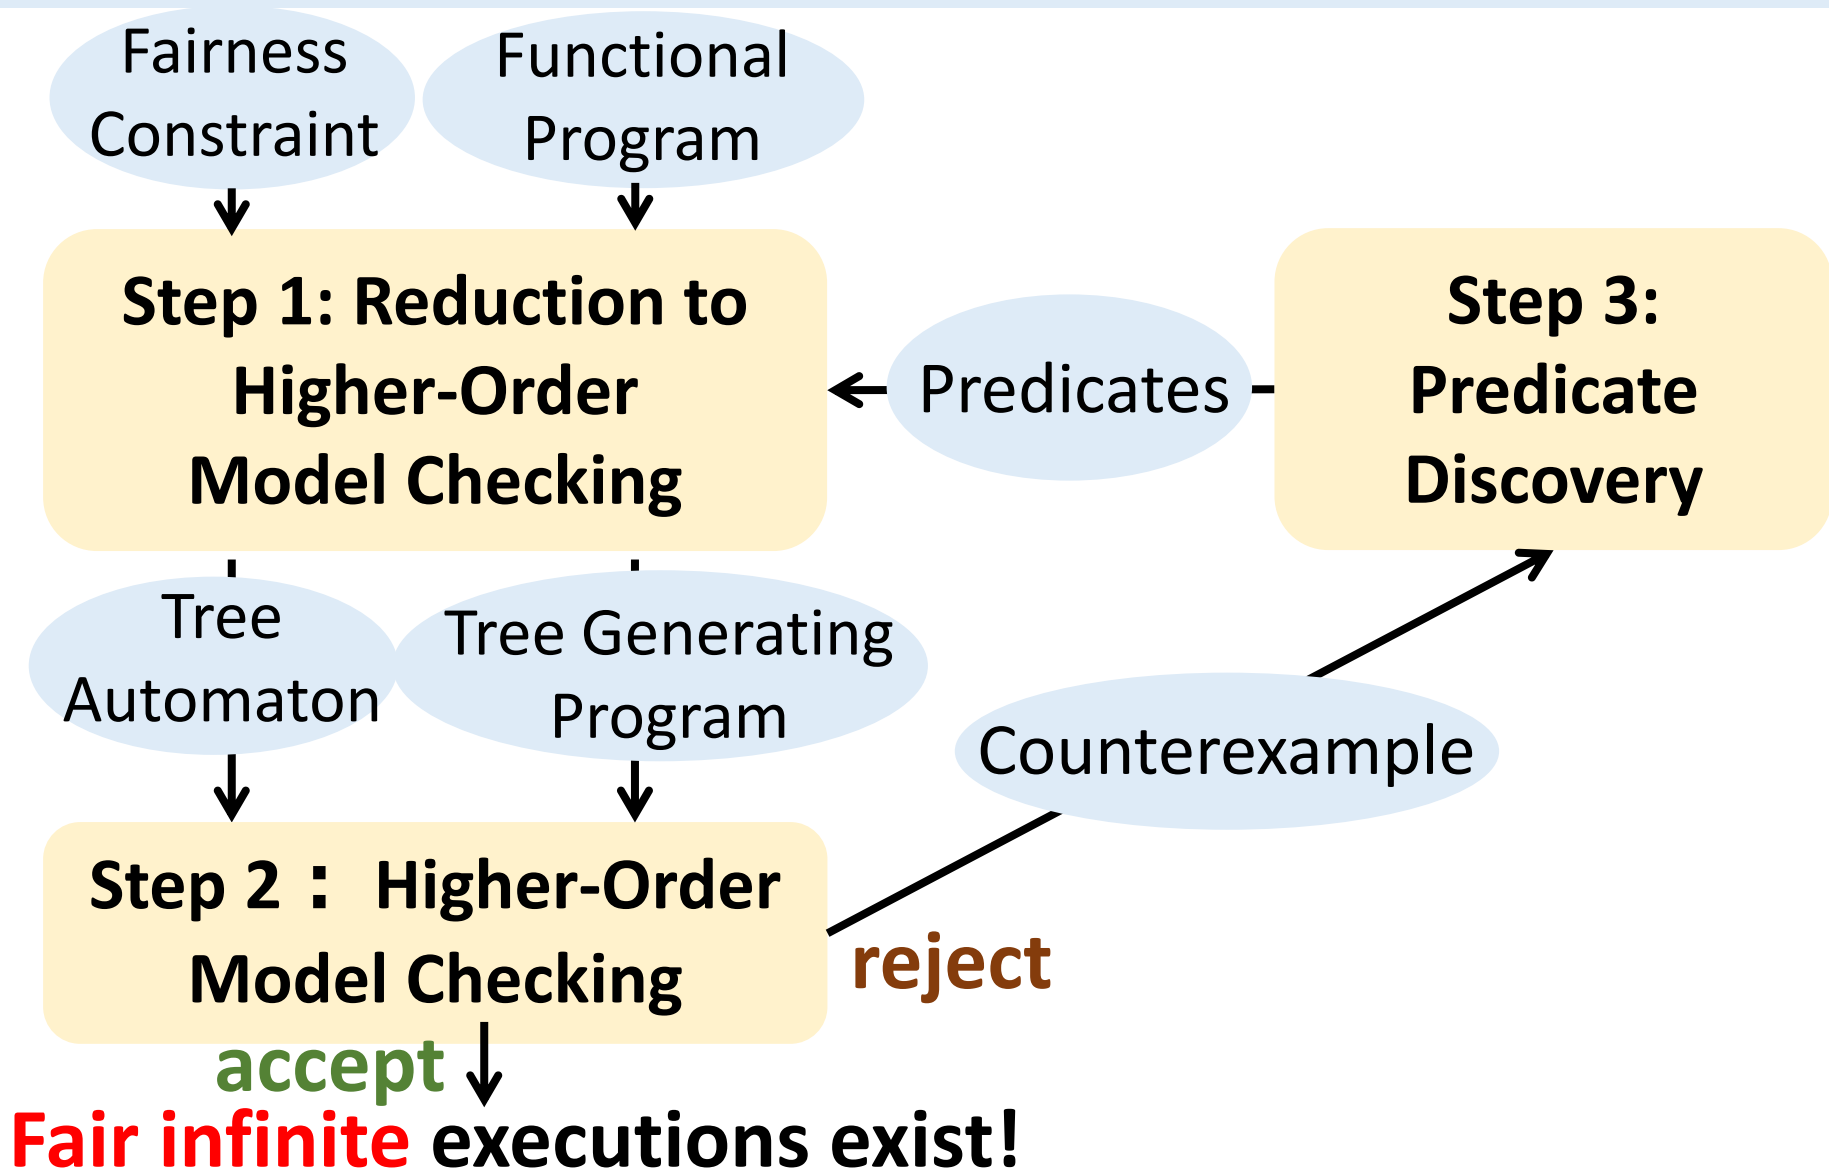 Fairness
Constraint
Functional
Program
Step 1: Reduction to
Higher-Order
Model Checking
Predicates
Step 3:
Predicate
Discovery
Tree
Automaton
Tree Generating
Program
Counterexample
Step 2： Higher-Order
Model Checking
reject
accept
Fair infinite executions exist!